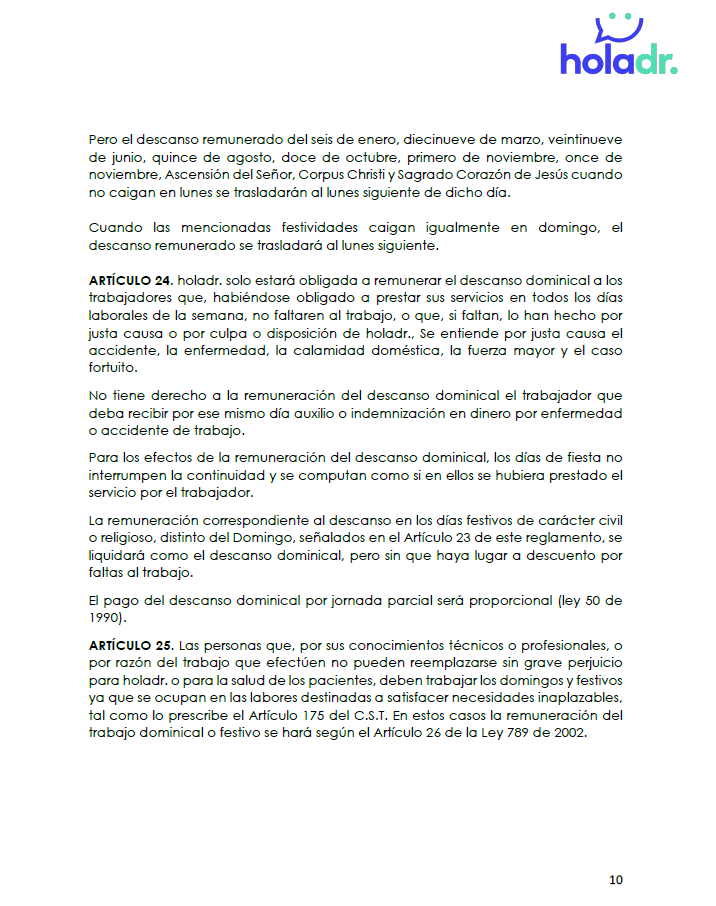 holadr.
Pero el descanso remunerado del seis de enero, diecinueve de marzo, veintinueve
de junio, quince de agosto, doce de octubre, primero de noviembre, once de
noviembre, Ascensión del Señor, Corpus Christi y Sagrado Corazón de Jesús cuando
no caigan en lunes se trasladarán al lunes siguiente de dicho día.
Cuando las mencionadas festividades caigan igualmente en domingo, el
descanso remunerado se trasladará al lunes siguiente.
ARTÍCULO 24. holadr. solo estará obligada a remunerar el descanso dominical a los
trabajadores que, habiéndose obligado a prestar sus servicios en todos los días
laborales de la semana, no faltaren al trabajo, o que, si faltan, lo han hecho por
justa causa o por culpa o disposición de holadr., Se entiende por justa causa el
accidente, la enfermedad, la calamidad doméstica, la fuerza mayor y el caso
fortuito.
No tiene derecho a la remuneración del descanso dominical el trabajador que
deba recibir por ese mismo día auxilio o indemnización en dinero por enfermedad
o accidente de trabajo.
Para los efectos de la remuneración del descanso dominical, los días de fiesta no
interrumpen la continuidad y se computan como si en ellos se hubiera prestado el
servicio por el trabajador.
La remuneración correspondiente al descanso en los días festivos de carácter civil
o religioso, distinto del Domingo, señalados en el Artículo 23 de este reglamento, se
liquidará como el descanso dominical, pero sin que haya lugar a descuento por
faltas al trabajo.
El pago del descanso dominical por jornada parcial será proporcional (ley 50 de
1990).
ARTÍCULO 25. Las personas que, por sus conocimientos técnicos o profesionales, o
por razón del trabajo que efectúen no pueden reemplazarse sin grave perjuicio
para holadr. o para la salud de los pacientes, deben trabajar los domingos y festivos
ya que se ocupan en las labores destinadas a satisfacer necesidades inaplazables,
tal como lo prescribe el Artículo 175 del C.S.T. En estos casos la remuneración del
trabajo dominical o festivo se hará según el Artículo 26 de la Ley 789 de 2002.
10